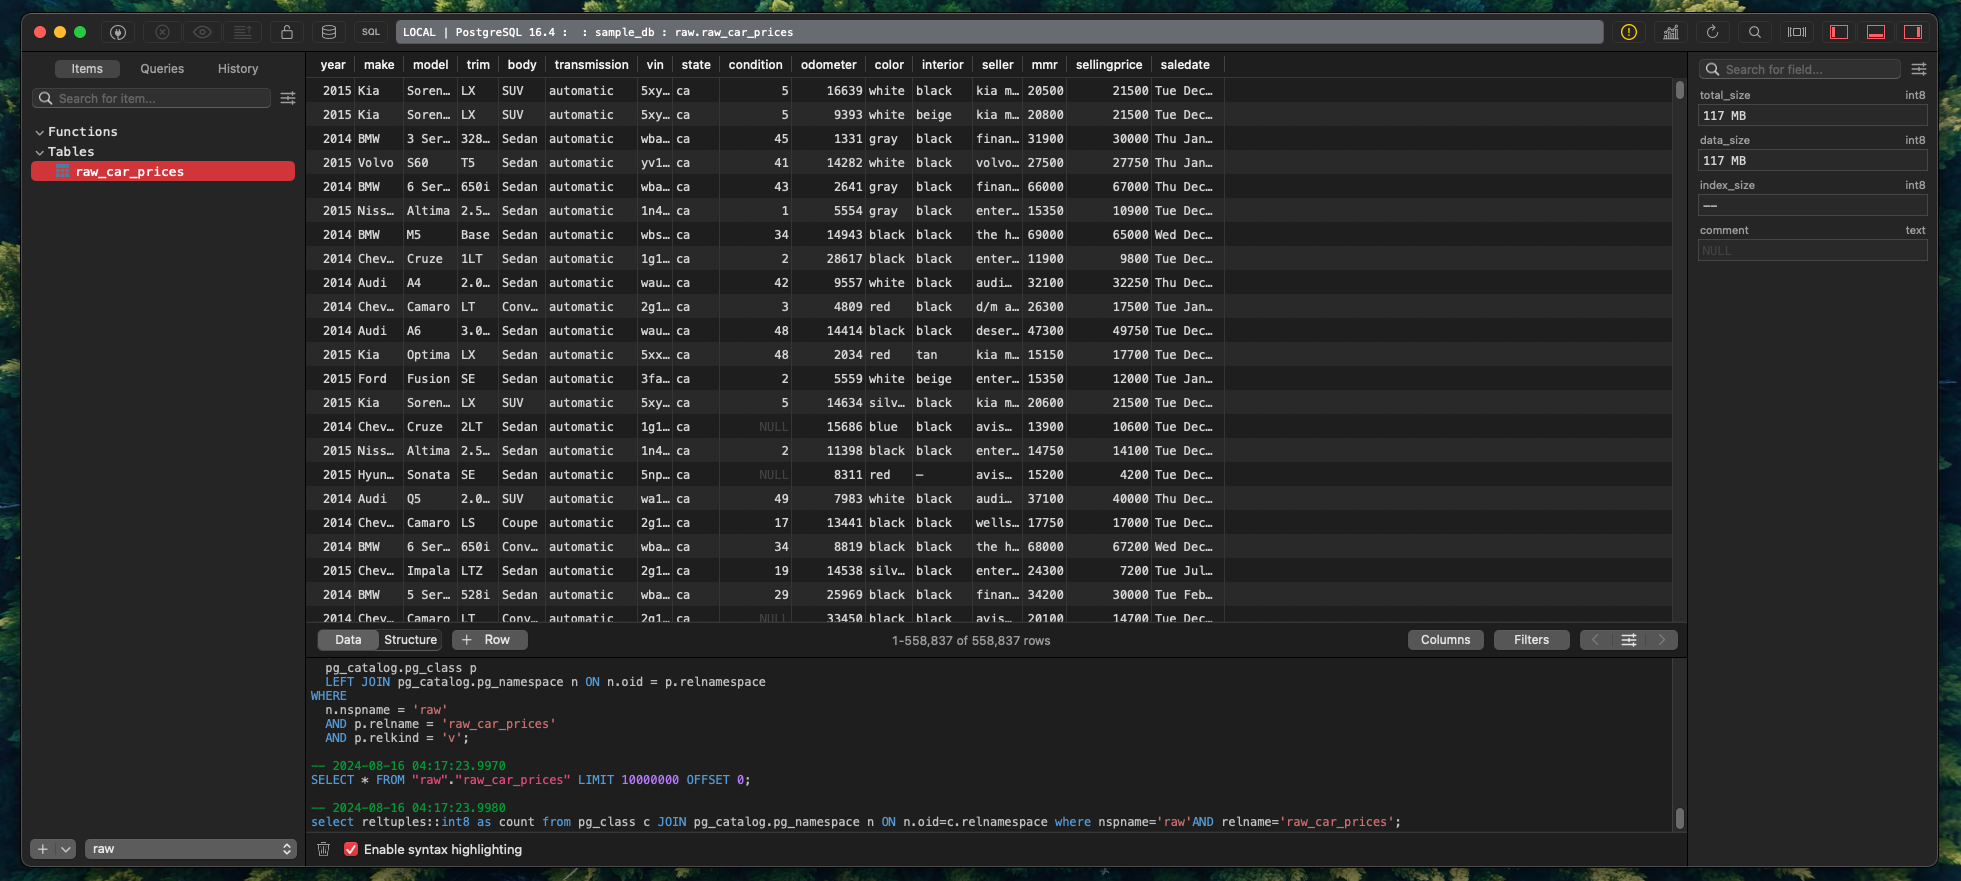 SQL
LOCAL | PostgreSQL 16.4 :  : sample_db : raw.raw_car_prices
Items Queries History
Search for item...
Functions
Tables
raw_car_prices
raw
year make model trim body transmission vin state condition odometer color interior seller mmr sellingprice saledate
2015 Kia Soren… LX SUV automatic 5xy… ca 5 16639 white black kia m… 20500 21500 Tue Dec…
2015 Kia Soren… LX SUV automatic 5xy… ca 5 9393 white beige kia m… 20800 21500 Tue Dec…
2014 BMW 3 Ser… 328… Sedan automatic wba… ca 45 1331 gray black finan… 31900 30000 Thu Jan…
2015 Volvo S60 T5 Sedan automatic yv1… ca 41 14282 white black volvo… 27500 27750 Thu Jan…
2014 BMW 6 Ser… 650i Sedan automatic wba… ca 43 2641 gray black finan… 66000 67000 Thu Dec…
2015 Niss… Altima 2.5… Sedan automatic 1n4… ca 1 5554 gray black enter… 15350 10900 Tue Dec…
2014 BMW M5 Base Sedan automatic wbs… ca 34 14943 black black the h… 69000 65000 Wed Dec…
2014 Chev… Cruze 1LT Sedan automatic 1g1… ca 2 28617 black black enter… 11900 9800 Tue Dec…
2014 Audi A4 2.0… Sedan automatic wau… ca 42 9557 white black audi… 32100 32250 Thu Dec…
2014 Chev… Camaro LT Conv… automatic 2g1… ca 3 4809 red black d/m a… 26300 17500 Tue Jan…
2014 Audi A6 3.0… Sedan automatic wau… ca 48 14414 black black deser… 47300 49750 Tue Dec…
2015 Kia Optima LX Sedan automatic 5xx… ca 48 2034 red tan kia m… 15150 17700 Tue Dec…
2015 Ford Fusion SE Sedan automatic 3fa… ca 2 5559 white beige enter… 15350 12000 Tue Jan…
2015 Kia Soren… LX SUV automatic 5xy… ca 5 14634 silv… black kia m… 20600 21500 Tue Dec…
2014 Chev… Cruze 2LT Sedan automatic 1g1… ca NULL 15686 blue black avis… 13900 10600 Tue Dec…
2015 Niss… Altima 2.5… Sedan automatic 1n4… ca 2 11398 black black enter… 14750 14100 Tue Dec…
2015 Hyun… Sonata SE Sedan automatic 5np… ca NULL 8311 red — avis… 15200 4200 Tue Dec…
2014 Audi Q5 2.0… SUV automatic wa1… ca 49 7983 white black audi… 37100 40000 Thu Dec…
2014 Chev… Camaro LS Coupe automatic 2g1… ca 17 13441 black black wells… 17750 17000 Tue Dec…
2014 BMW 6 Ser… 650i Conv… automatic wba… ca 34 8819 black black the h… 68000 67200 Wed Dec…
2015 Chev… Impala LTZ Sedan automatic 2g1… ca 19 14538 silv… black enter… 24300 7200 Tue Jul…
2014 BMW 5 Ser… 528i Sedan automatic wba… ca 29 25969 black black finan… 34200 30000 Tue Feb…
2014 Chev… Camaro LT Conv… automatic 2g1… ca NULL 33450 black black avis… 20100 14700 Tue Dec…
Data Structure + Row 1-558,837 of 558,837 rows Columns Filters
pg_catalog.pg_class p
LEFT JOIN pg_catalog.pg_namespace n ON n.oid = p.relnamespace
WHERE
n.nspname = 'raw'
AND p.relname = 'raw_car_prices'
AND p.relkind = 'v';
-- 2024-08-16 04:17:23.9970
SELECT * FROM "raw"."raw_car_prices" LIMIT 10000000 OFFSET 0;
-- 2024-08-16 04:17:23.9980
select reltuples::int8 as count from pg_class c JOIN pg_catalog.pg_namespace n ON n.oid=c.relnamespace where nspname='raw'AND relname='raw_car_prices';
Enable syntax highlighting
Search for field...
total_size int8
117 MB
data_size int8
117 MB
index_size int8
--
comment text
NULL